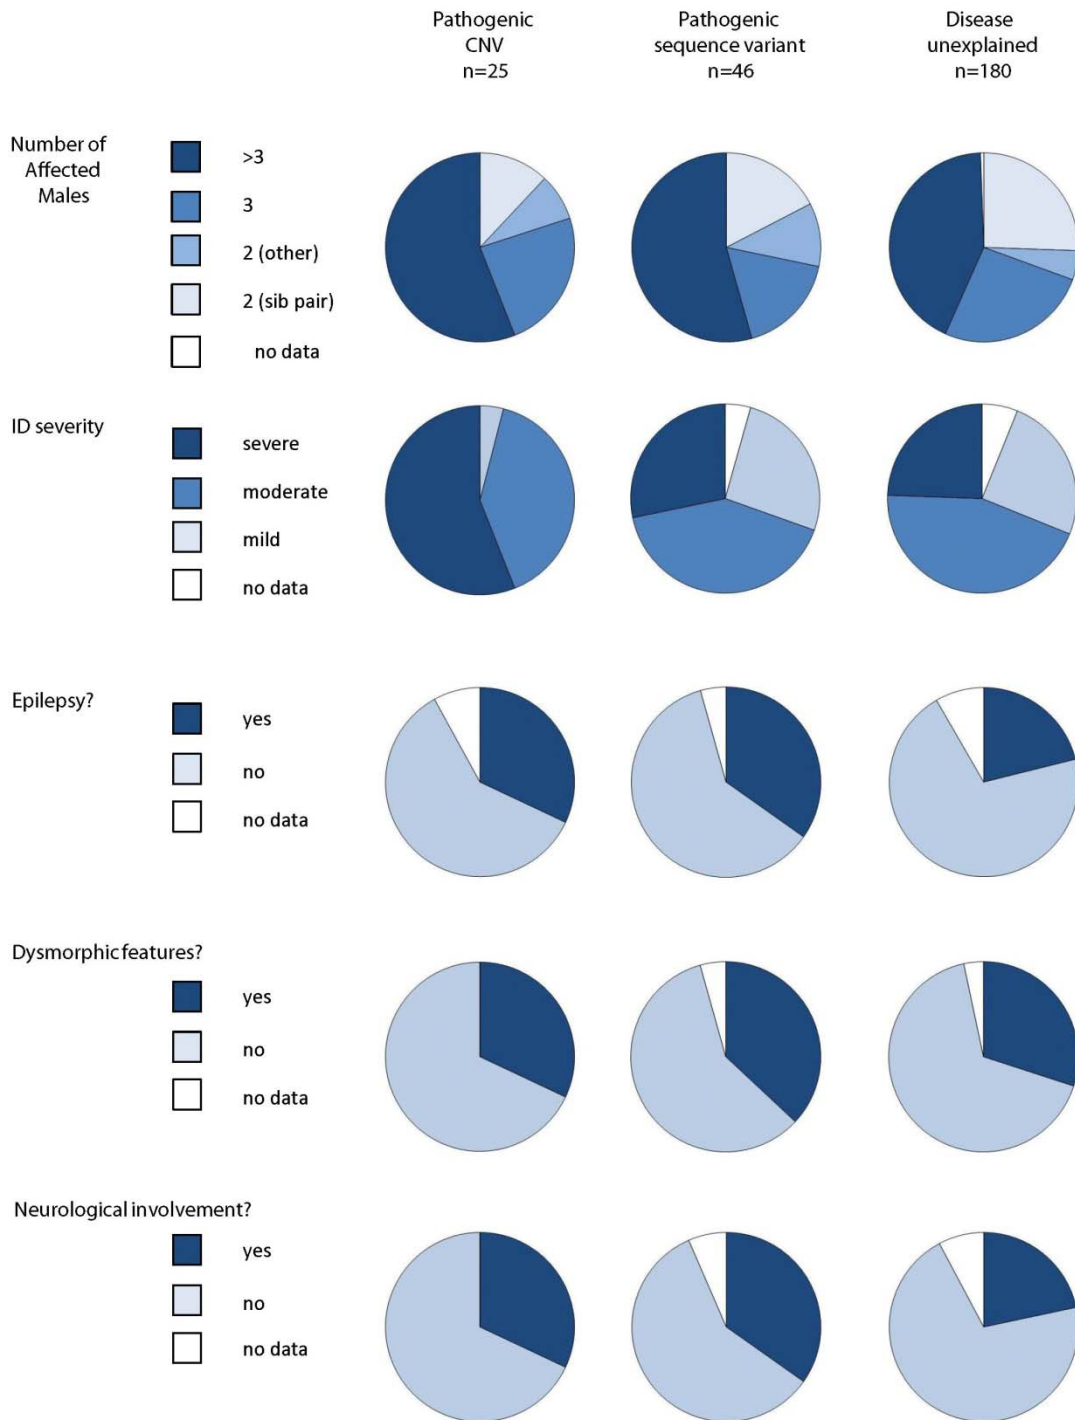 Pathogenic
CNV
n=25
Pathogenic
sequence variant
n=46
Disease
unexplained
n=180
Number of
Affected
Males
>3
3
2 (other)
2 (sib pair)
no data
ID severity
severe
moderate
mild
no data
Epilepsy?
yes
no
no data
Dysmorphic features?
yes
no
no data
Neurological involvement?
yes
no
no data